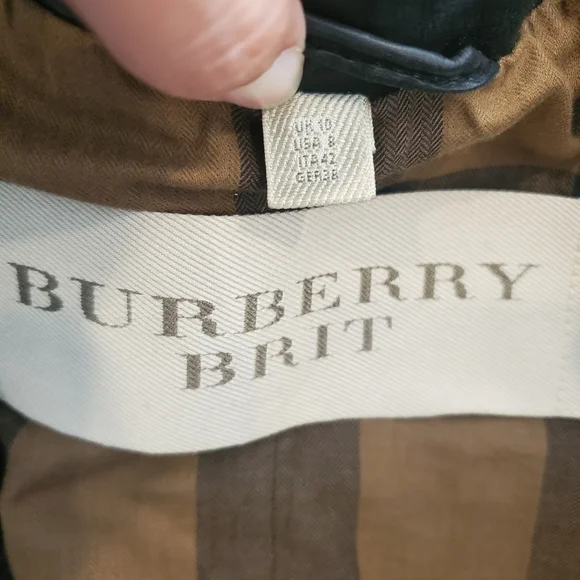 UK 10
USA 8
ITA 42
GER 38
BURBERRY
BRIT